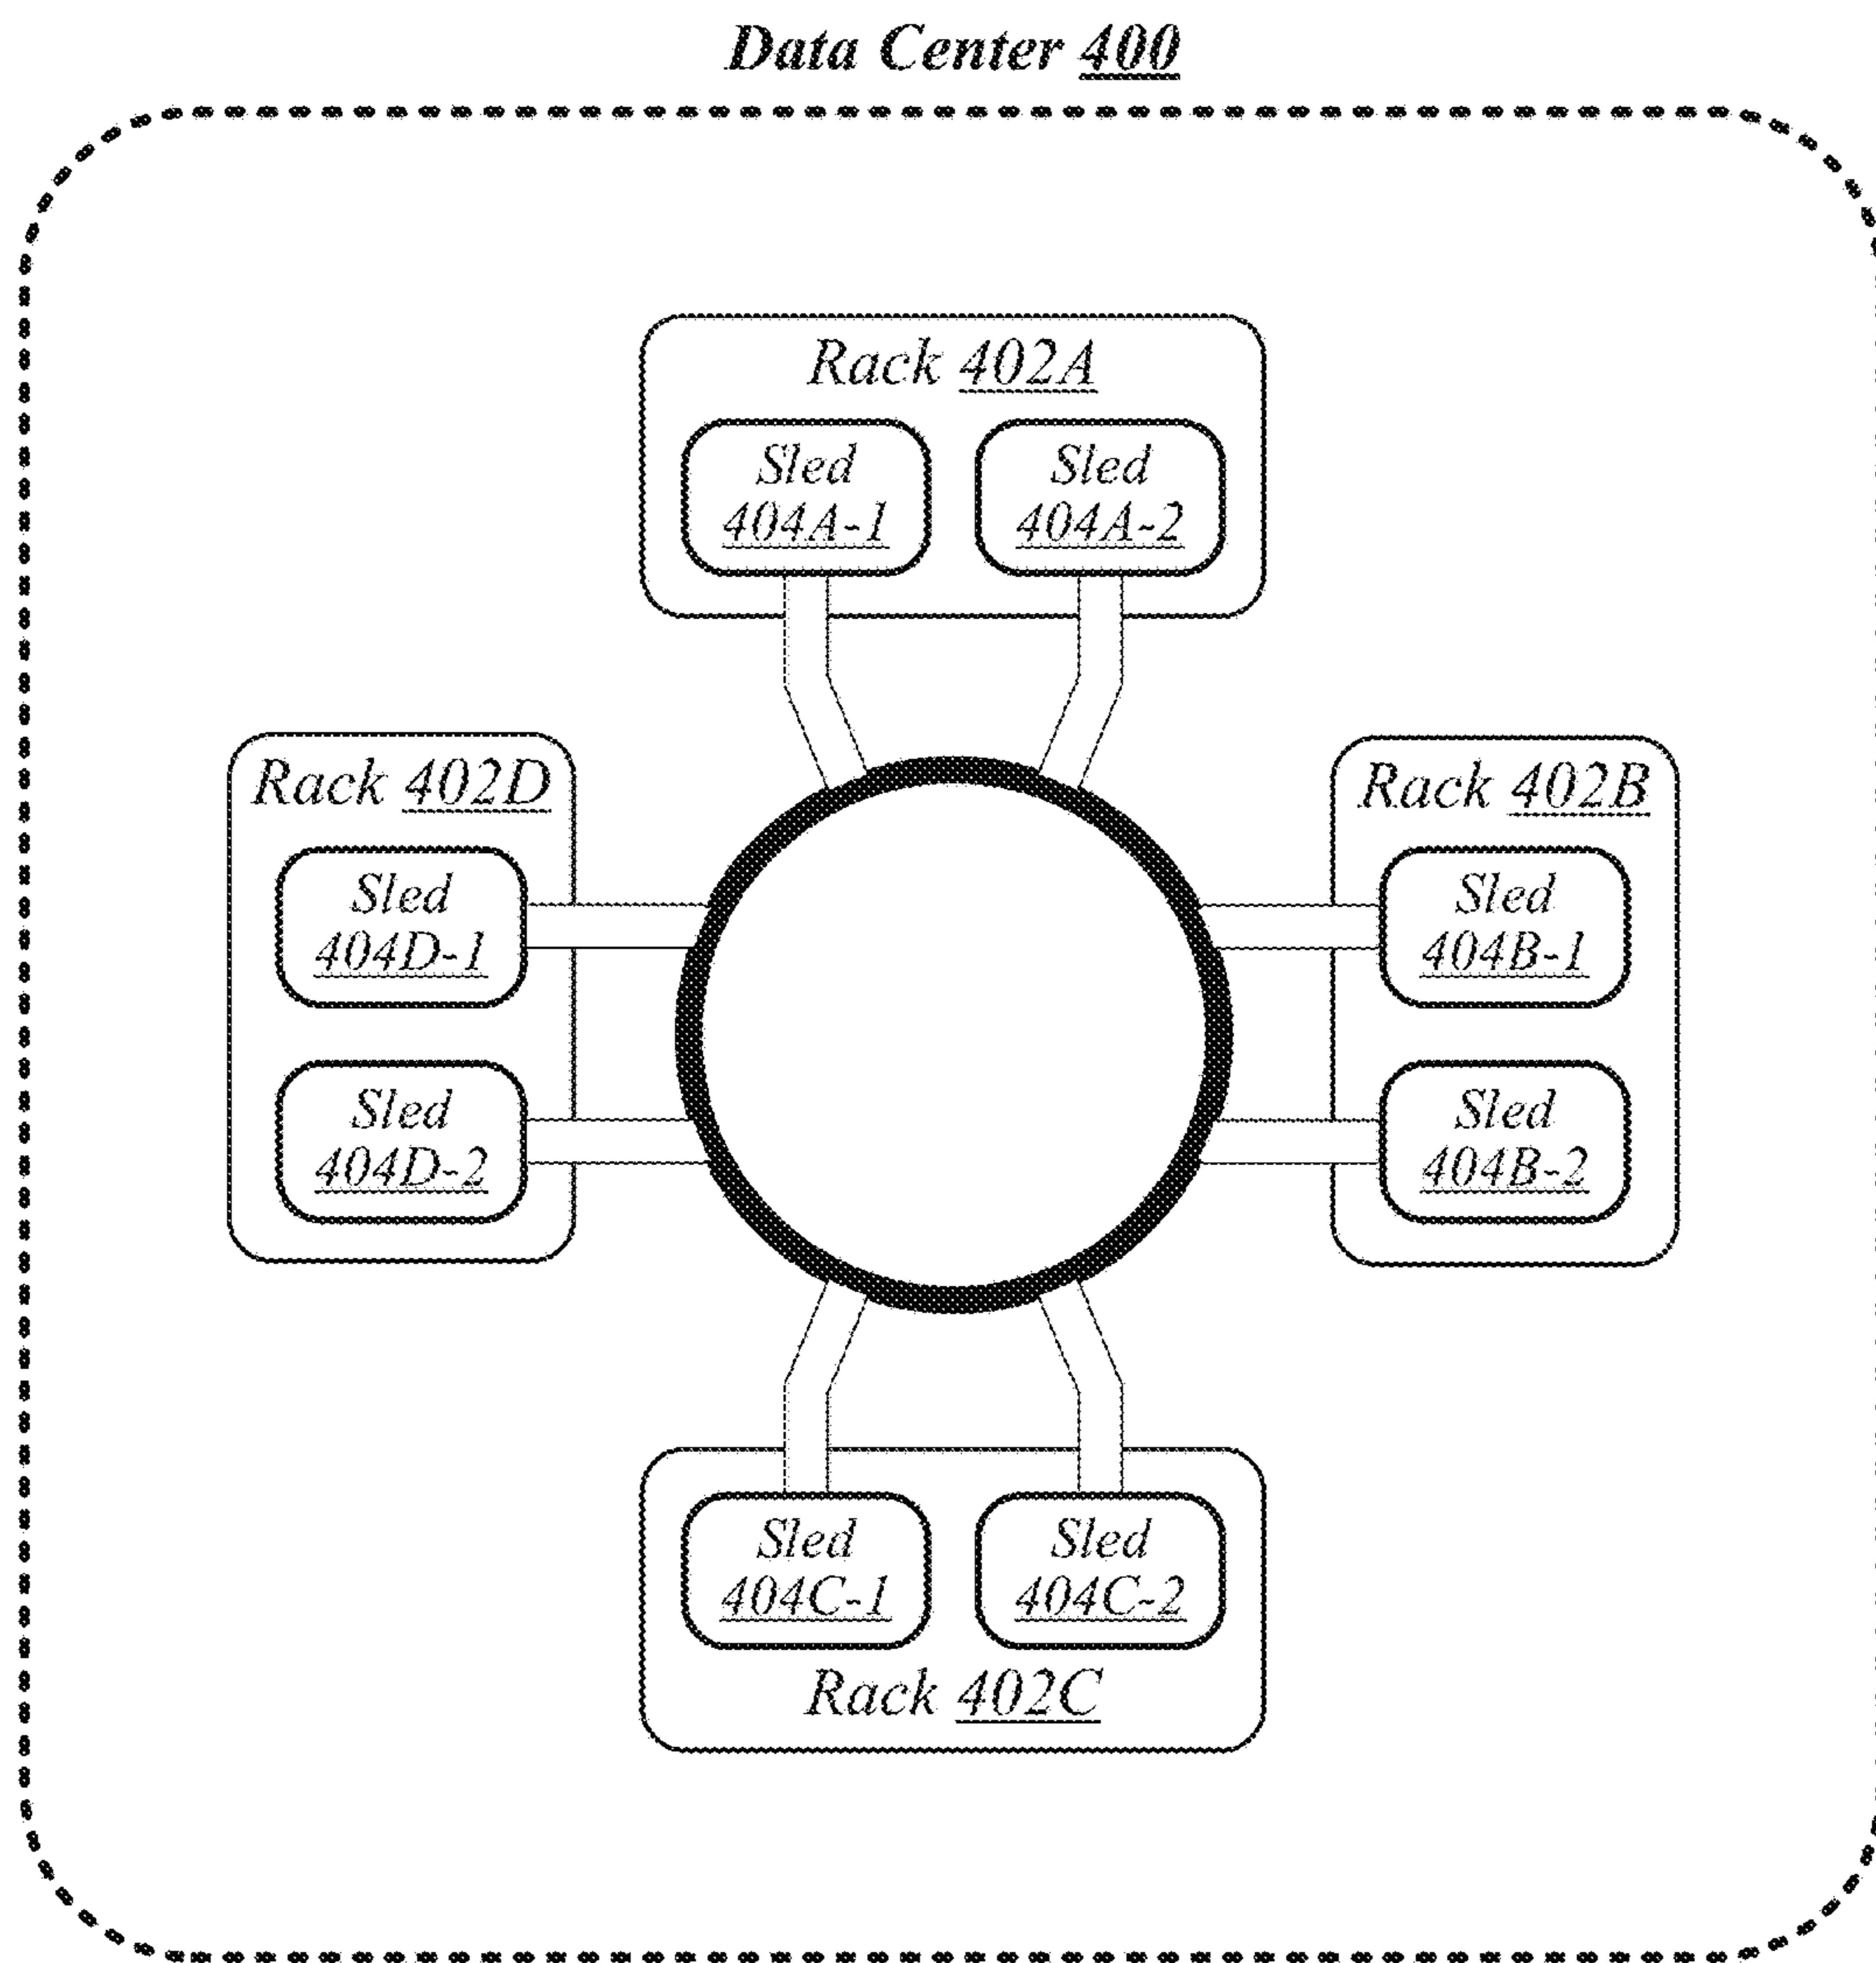 Data Center 400
Rack 402A
Sled
404A-1
Sled
404A-2
Rack 402D
Sled
404D-1
Sled
404D-2
Rack 402B
Sled
404B-1
Sled
404B-2
Sled
404C-1
Sled
404C-2
Rack 402C